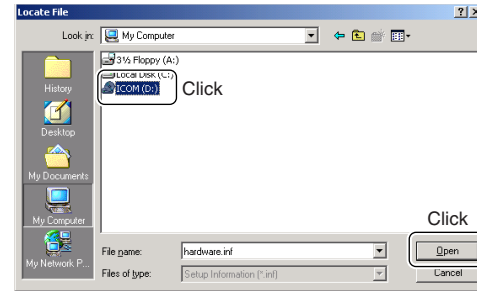 Locate File
Look in: My Computer
3½ Floppy (A:)
Local Disk (C:)
ICOM (D:)
Click
History
Desktop
My Documents
My Computer
My Network P...
Click
File name: hardware.inf Open
Files of type: Setup Information (*.inf) Cancel